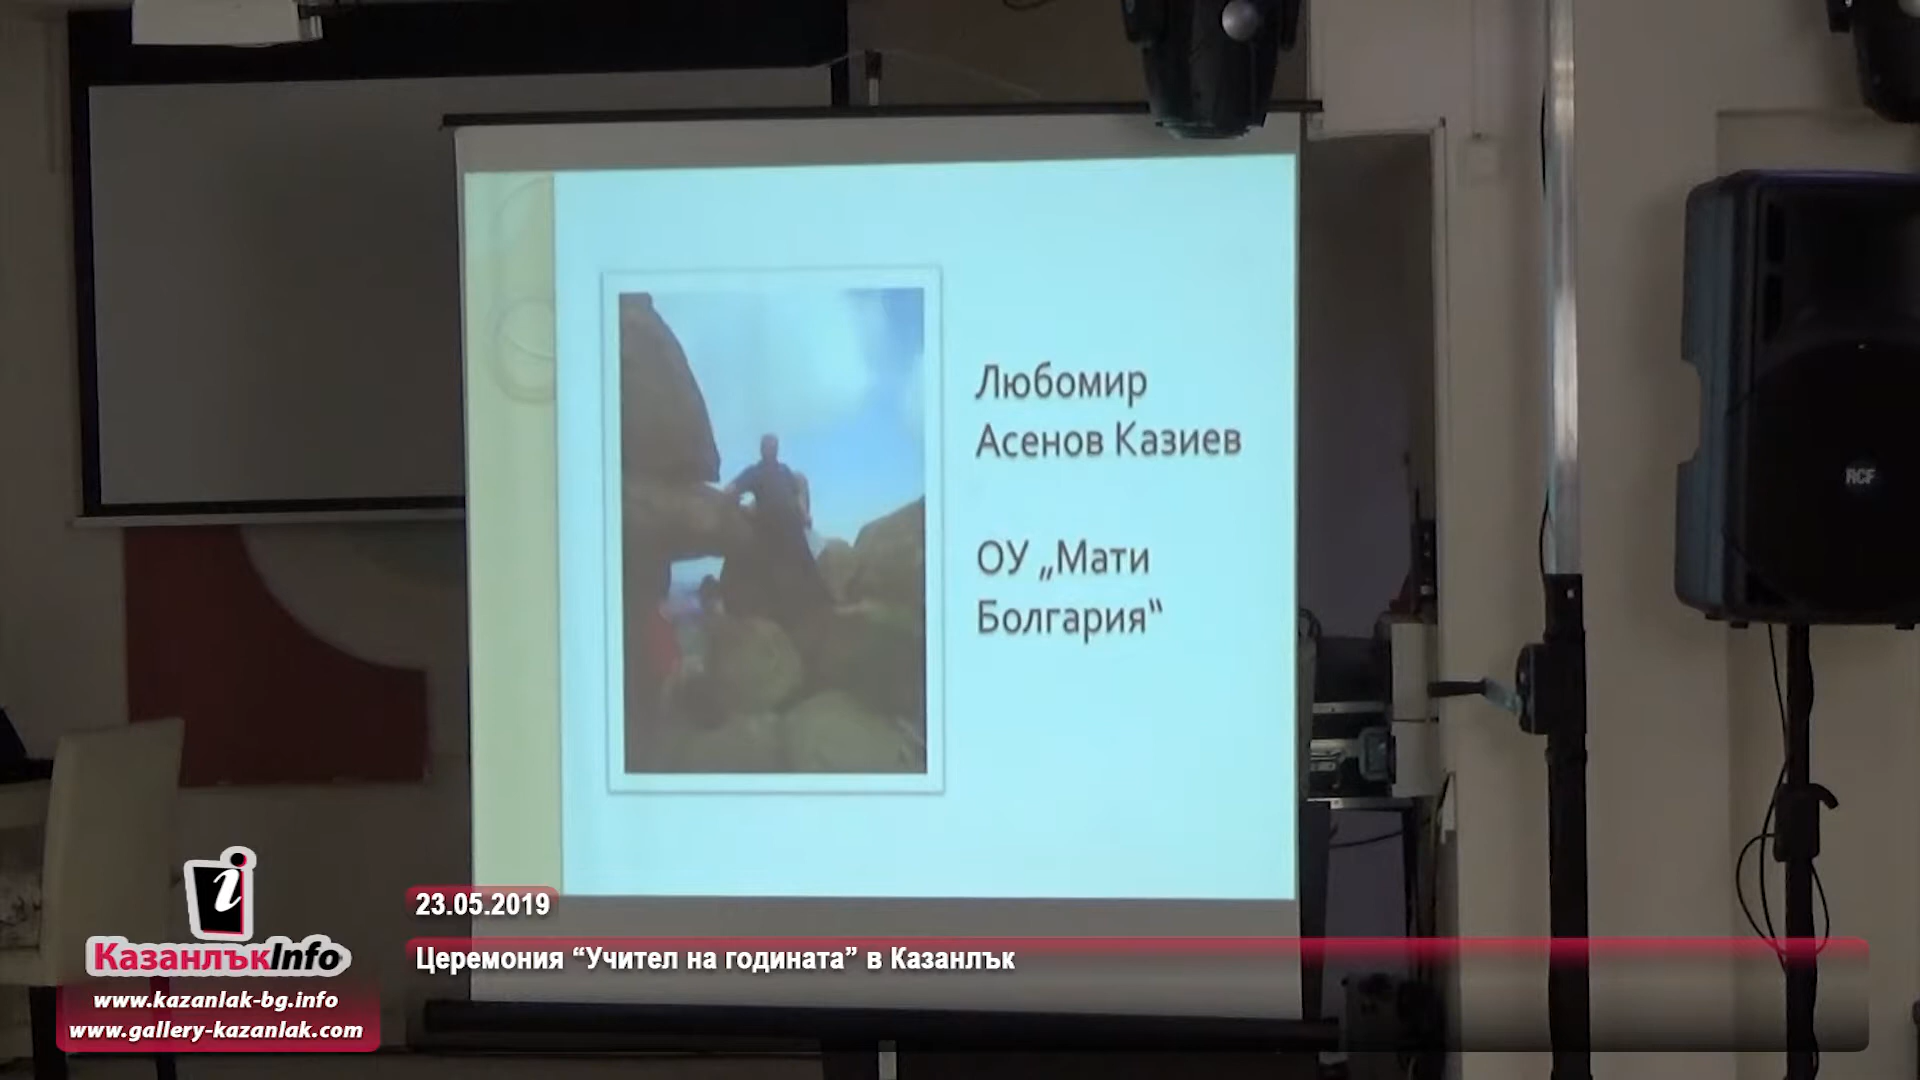 Любомир
Асенов Казиев
ОУ „Мати
Болгария“
RCF
23.05.2019
Церемония “Учител на годината” в Казанлък
i
КазанлъкInfo
www.kazanlak-bg.info
www.gallery-kazanlak.com